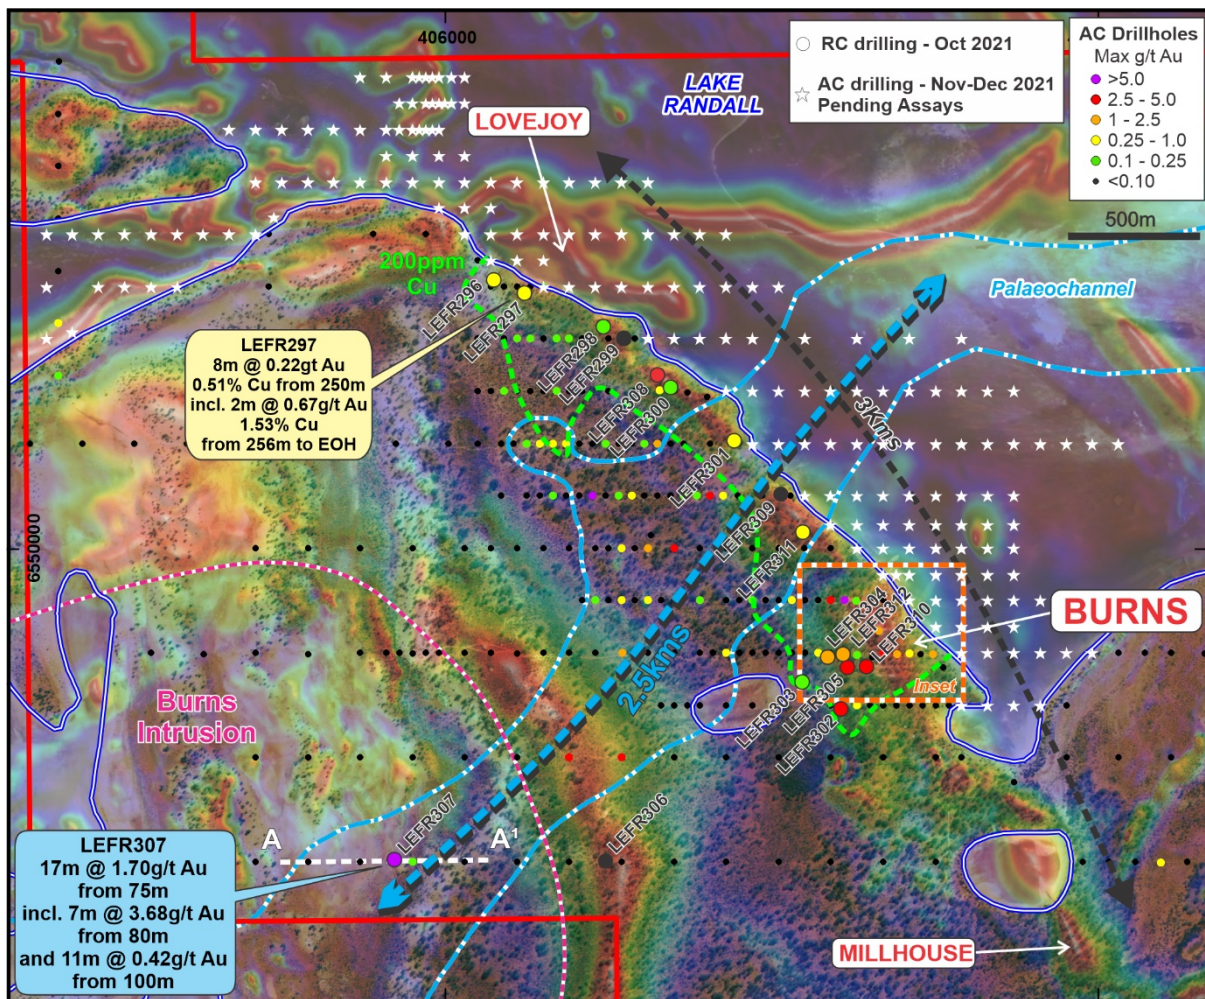 406000
RC drilling - Oct 2021
AC drilling - Nov-Dec 2021
Pending Assays
AC Drillholes
Max g/t Au
>5.0
2.5 - 5.0
1 - 2.5
0.25 - 1.0
0.1 - 0.25
<0.10
500m
LAKE
RANDALL
LOVEJOY
200ppm
Cu
Palaeochannel
LEFR296
LEFR297
LEFR298
LEFR299
LEFR308
LEFR300
LEFR301
LEFR309
LEFR311
LEFR297
8m @ 0.22gt Au
0.51% Cu from 250m
incl. 2m @ 0.67g/t Au
1.53% Cu
from 256m to EOH
3Kms
6550000
LEFR304
LEFR312
LEFR310
BURNS
Inset
LEFR303
LEFR305
LEFR302
2.5kms
Burns
Intrusion
A
A1
LEFR307
LEFR306
LEFR307
17m @ 1.70g/t Au
from 75m
incl. 7m @ 3.68g/t Au
from 80m
and 11m @ 0.42g/t Au
from 100m
MILLHOUSE